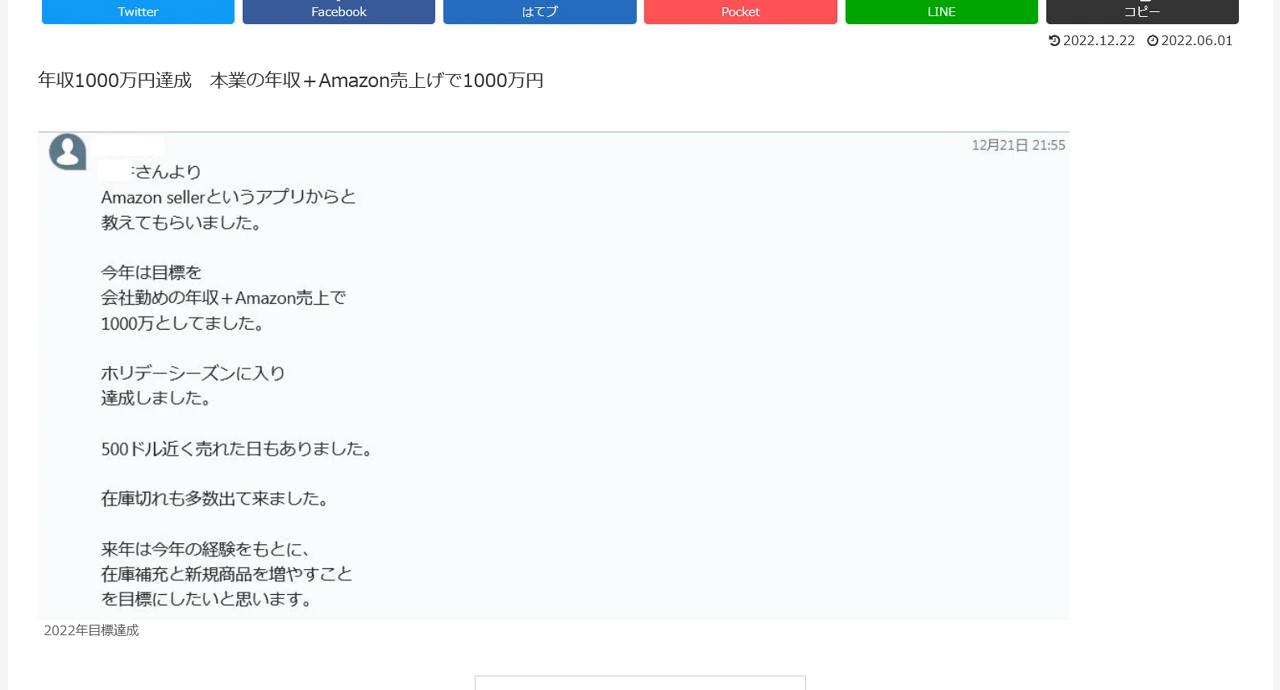 Twitter
Facebook
はてブ
Pocket
LINE
コピー
2022.12.22 2022.06.01
年収1000万円達成　本業の年収＋Amazon売上げで1000万円
12月21日 21:55
さんより
Amazon sellerというアプリからと
教えてもらいました。
今年は目標を
会社勤めの年収＋Amazon売上で
1000万としてました。
ホリデーシーズンに入り
達成しました。
500ドル近く売れた日もありました。
在庫切れも多数出て来ました。
来年は今年の経験をもとに、
在庫補充と新規商品を増やすこと
を目標にしたいと思います。
2022年目標達成